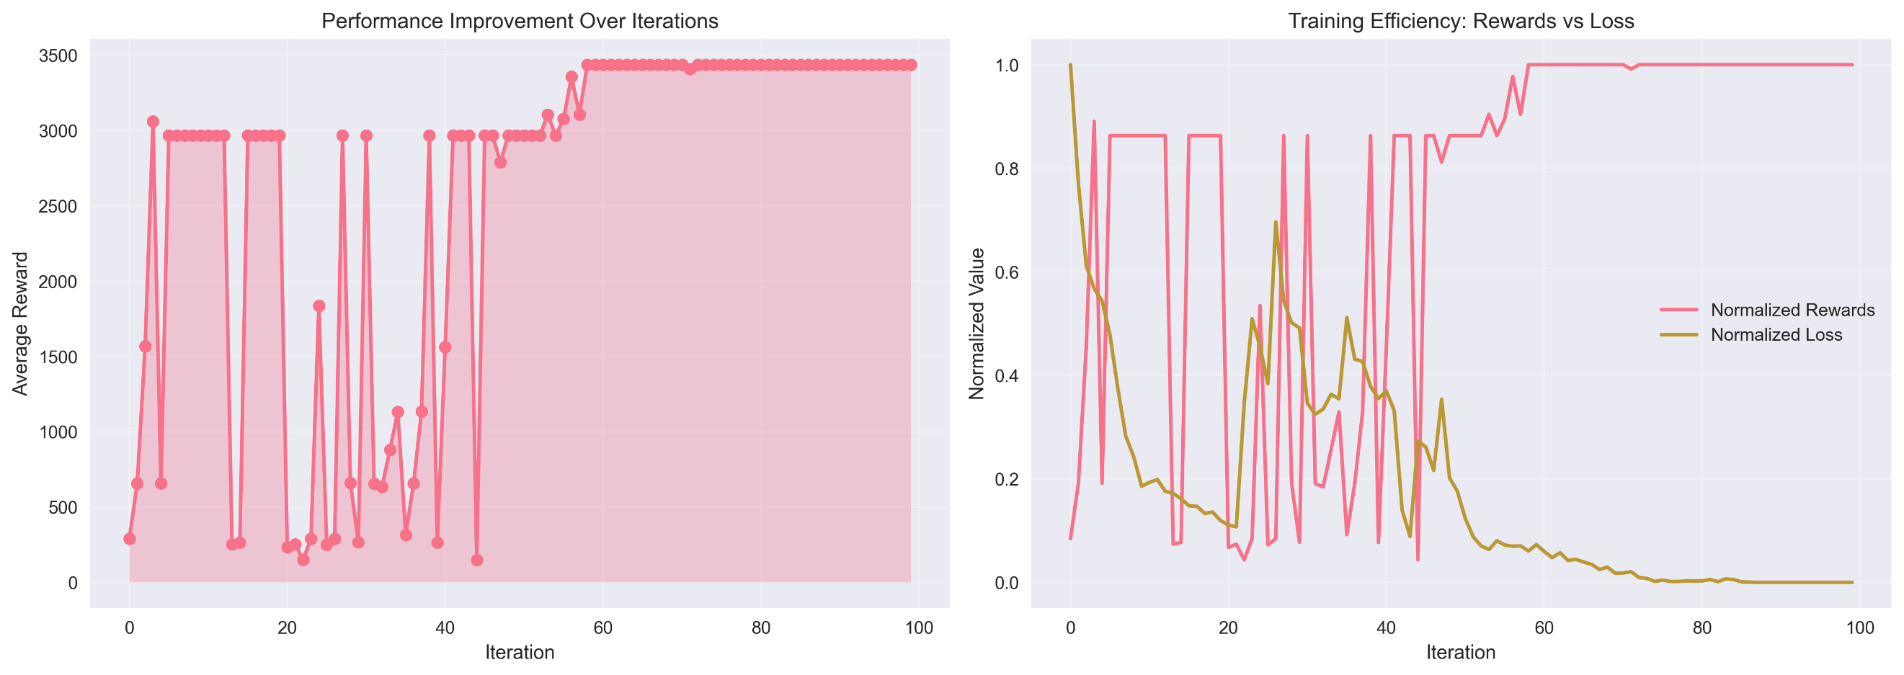 Performance Improvement Over Iterations
3500
3000
2500
2000
1500
1000
500
0
Average Reward
0 20 40 60 80 100
Iteration
Training Efficiency: Rewards vs Loss
1.0
0.8
0.6
0.4
0.2
0.0
Normalized Value
Normalized Rewards
Normalized Loss
0 20 40 60 80 100
Iteration